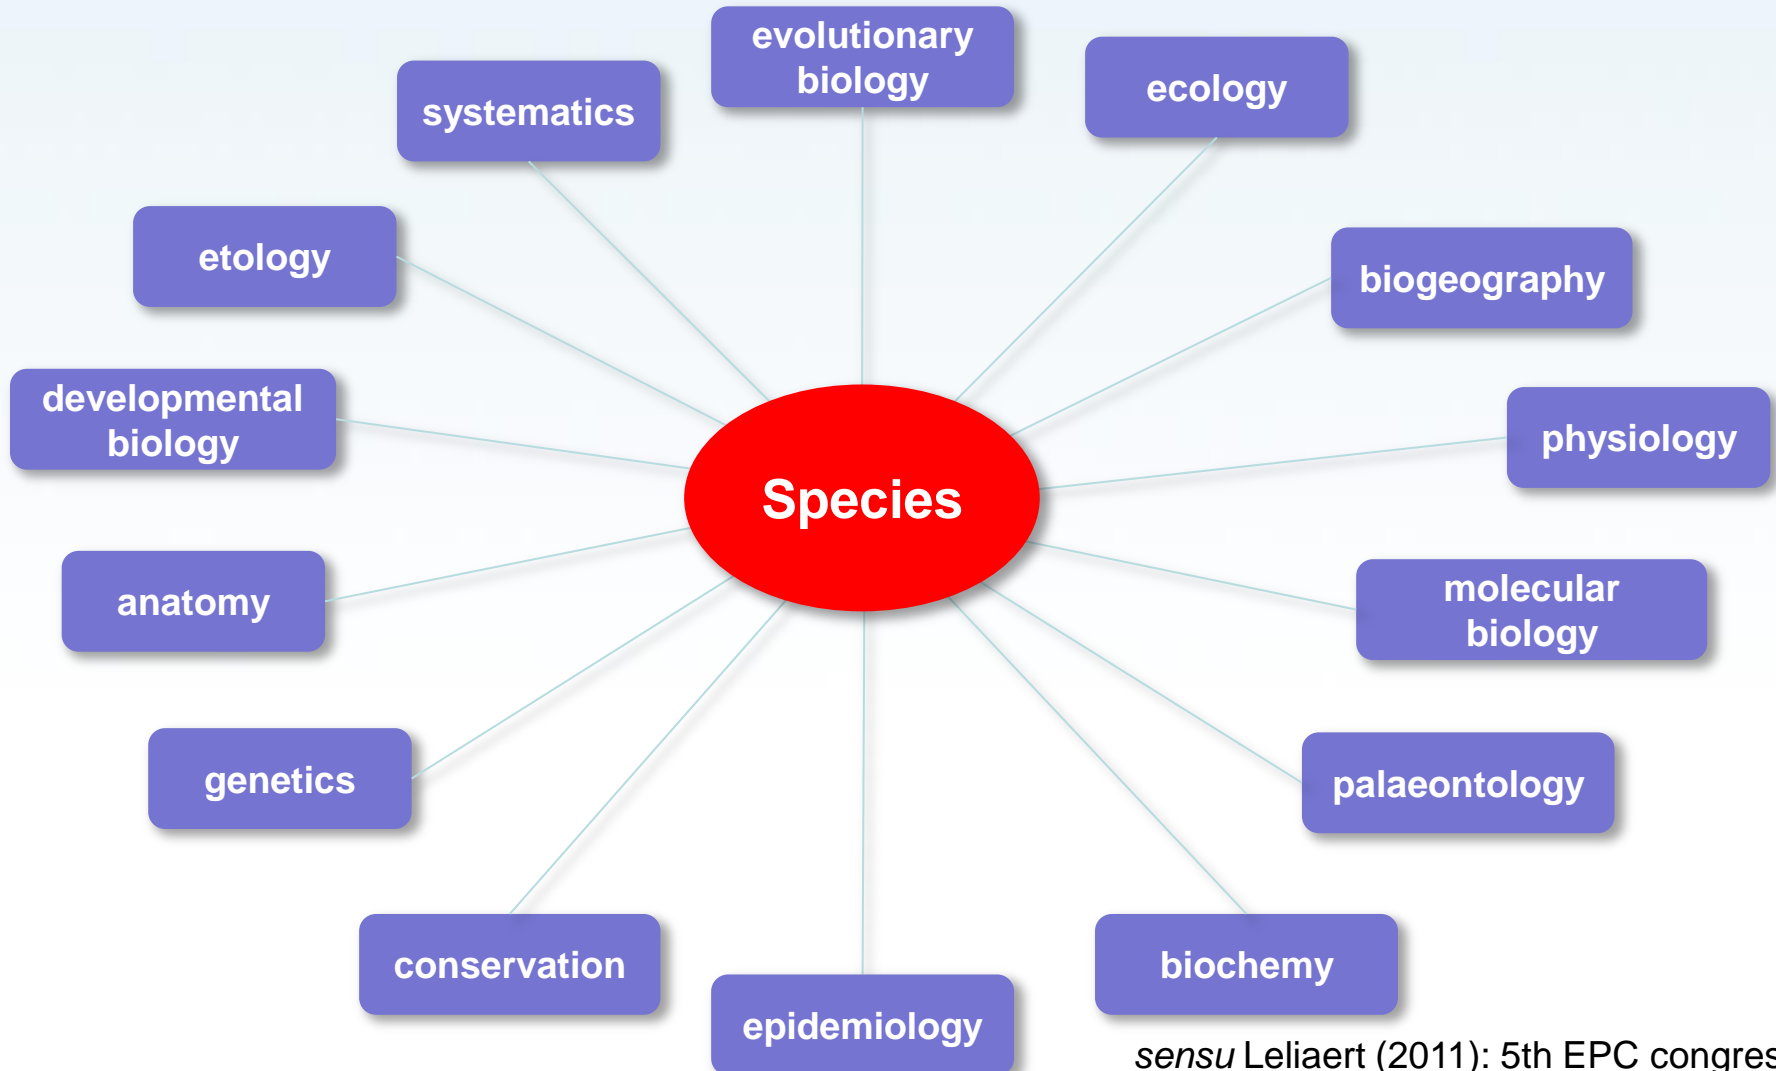 evolutionary
biology
ecology
systematics
etology
biogeography
developmental
biology
physiology
Species
anatomy
molecular
biology
genetics
palaeontology
conservation
biochemy
epidemiology
sensu Leliaert (2011): 5th EPC congres